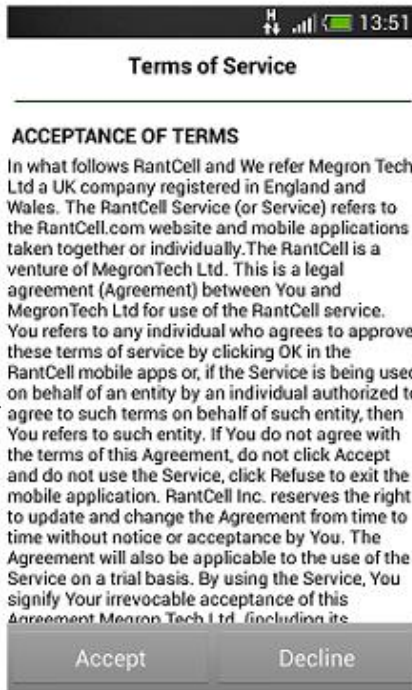 H 13:51
Terms of Service
ACCEPTANCE OF TERMS
In what follows RantCell and We refer Megron Tech
Ltd a UK company registered in England and
Wales. The RantCell Service (or Service) refers to
the RantCell.com website and mobile applications
taken together or individually.The RantCell is a
venture of MegronTech Ltd. This is a legal
agreement (Agreement) between You and
MegronTech Ltd for use of the RantCell service.
You refers to any individual who agrees to approve
these terms of service by clicking OK in the
RantCell mobile apps or, if the Service is being used
on behalf of an entity by an individual authorized to
agree to such terms on behalf of such entity, then
You refers to such entity. If You do not agree with
the terms of this Agreement, do not click Accept
and do not use the Service, click Refuse to exit the
mobile application. RantCell Inc. reserves the right
to update and change the Agreement from time to
time without notice or acceptance by You. The
Agreement will also be applicable to the use of the
Service on a trial basis. By using the Service, You
signify Your irrevocable acceptance of this
Agreement Megron Tech Ltd. (including its
Accept Decline